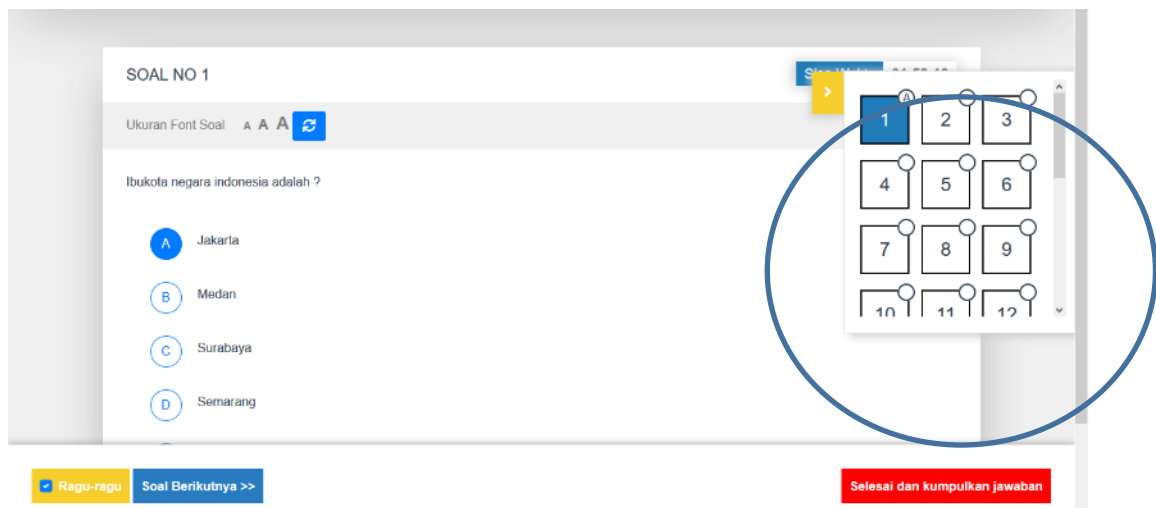 SOAL NO 1
Ukuran Font Soal A A A
Ibukota negara indonesia adalah ?
A Jakarta
B Medan
C Surabaya
D Semarang
> 
A
1 2 3
4 5 6
7 8 9
10 11 12
Ragu-ragu
Soal Berikutnya >>
Selesai dan kumpulkan jawaban